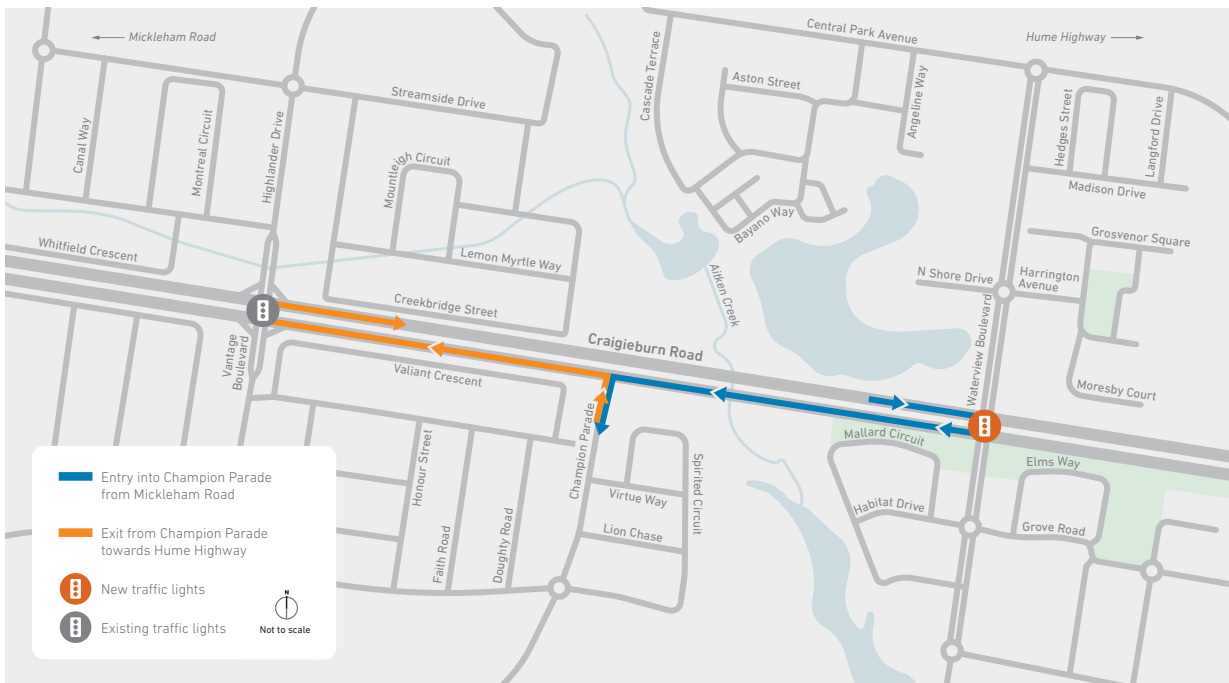 Mickleham Road
Central Park Avenue
Hume Highway
Streamside Drive
Cascade Terrace
Aston Street
Angeline Way
Hedges Street
Langford Drive
Canal Way
Montreal Circuit
Highlander Drive
Mountleigh Circuit
Madison Drive
Bayano Way
Whitfield Crescent
Lemon Myrtle Way
Grosvenor Square
N Shore Drive
Harrington
Avenue
Aitken Creek
Creekbridge Street
Craigieburn Road
Waterview Boulevard
Vantage
Boulevard
Valiant Crescent
Moresby Court
Champion Parade
Mallard Circuit
Elms Way
Honour Street
Faith Road
Doughty Road
Virtue Way
Spirited Circuit
Lion Chase
Habitat Drive
Grove Road
Entry into Champion Parade
from Mickleham Road
Exit from Champion Parade
towards Hume Highway
New traffic lights
Existing traffic lights
N
Not to scale